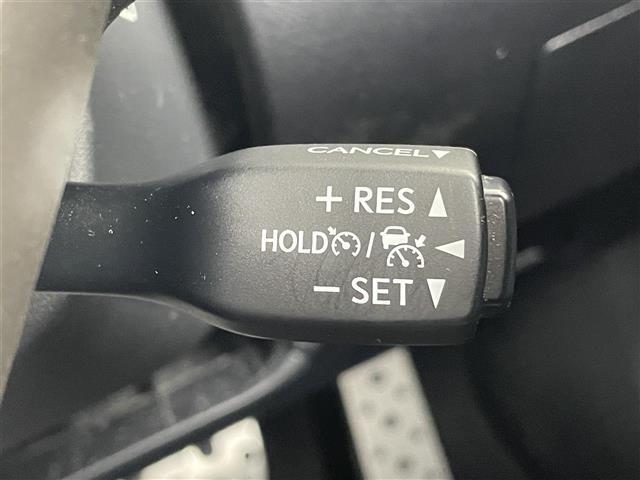 CANCEL
+ RES
HOLD /
- SET